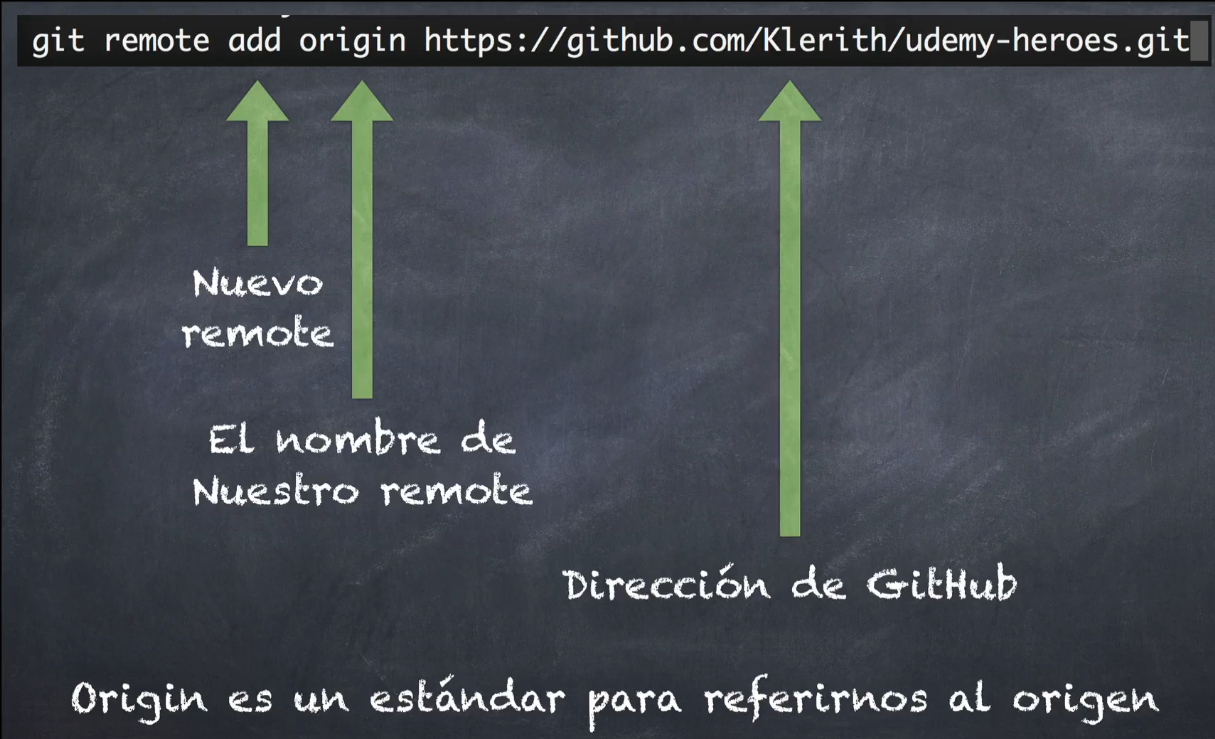 git remote add origin https://github.com/Klerith/udemy-heroes.git
Nuevo
remote
El nombre de
Nuestro remote
Dirección de GitHub
Origin es un estándar para referirnos al origen